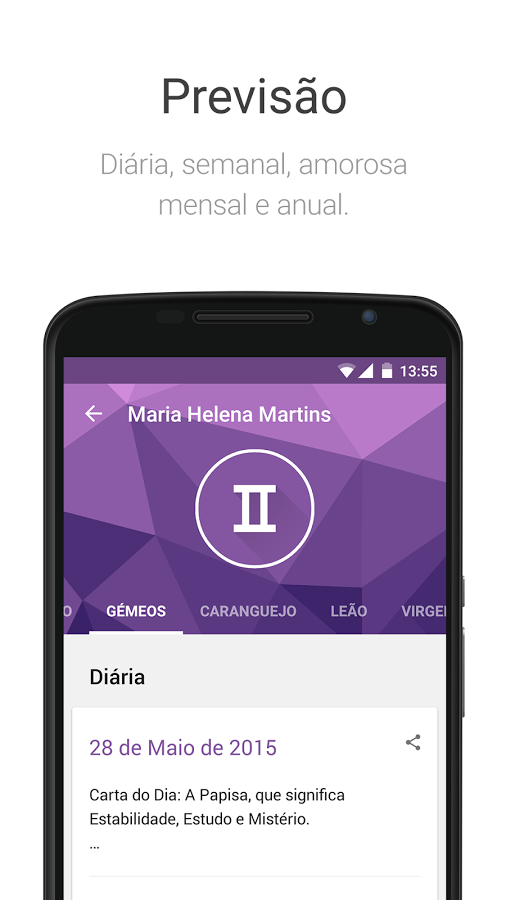 Previsão
Diária, semanal, amorosa
mensal e anual.
13:55
Maria Helena Martins
O GÉMEOS CARANGUEJO LEÃO VIRGE
Diária
28 de Maio de 2015
Carta do Dia: A Papisa, que significa
Estabilidade, Estudo e Mistério.
...